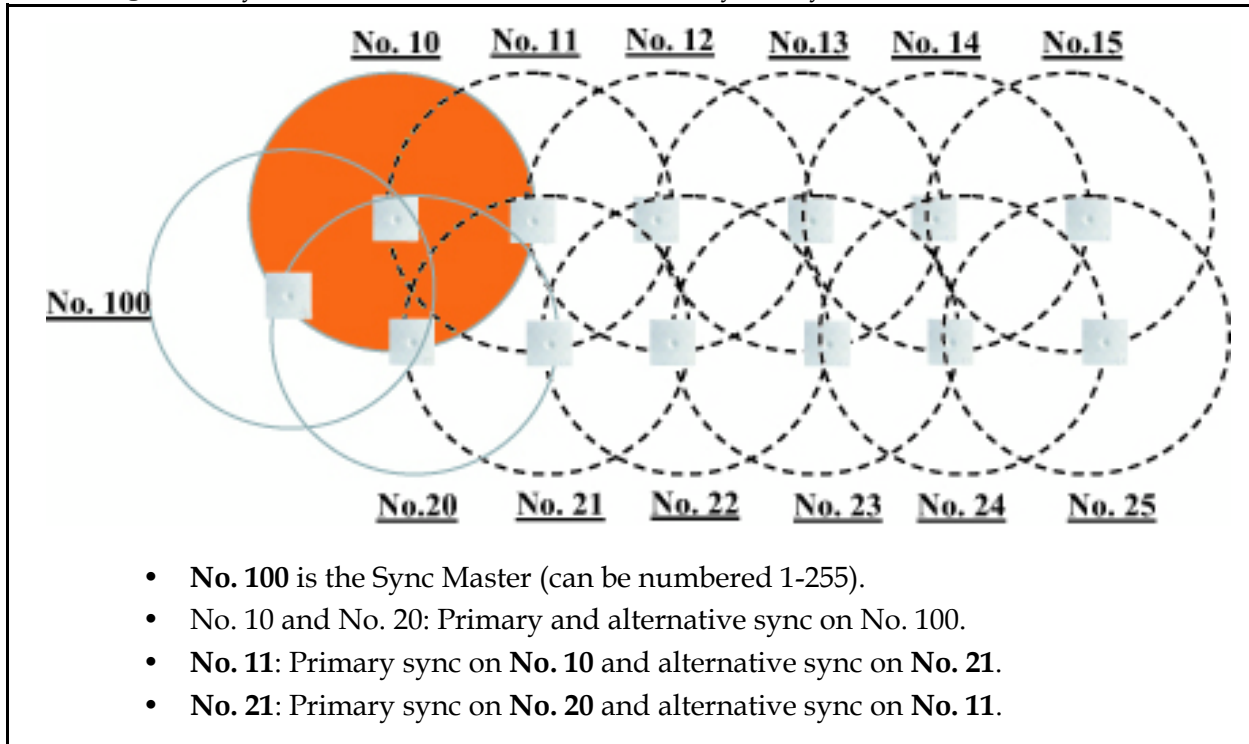 No. 10 No. 11 No. 12 No.13 No. 14 No.15
No. 100
No.20 No. 21 No. 22 No. 23 No. 24 No. 25
• No. 100 is the Sync Master (can be numbered 1-255).
• No. 10 and No. 20: Primary and alternative sync on No. 100.
• No. 11: Primary sync on No. 10 and alternative sync on No. 21.
• No. 21: Primary sync on No. 20 and alternative sync on No. 11.